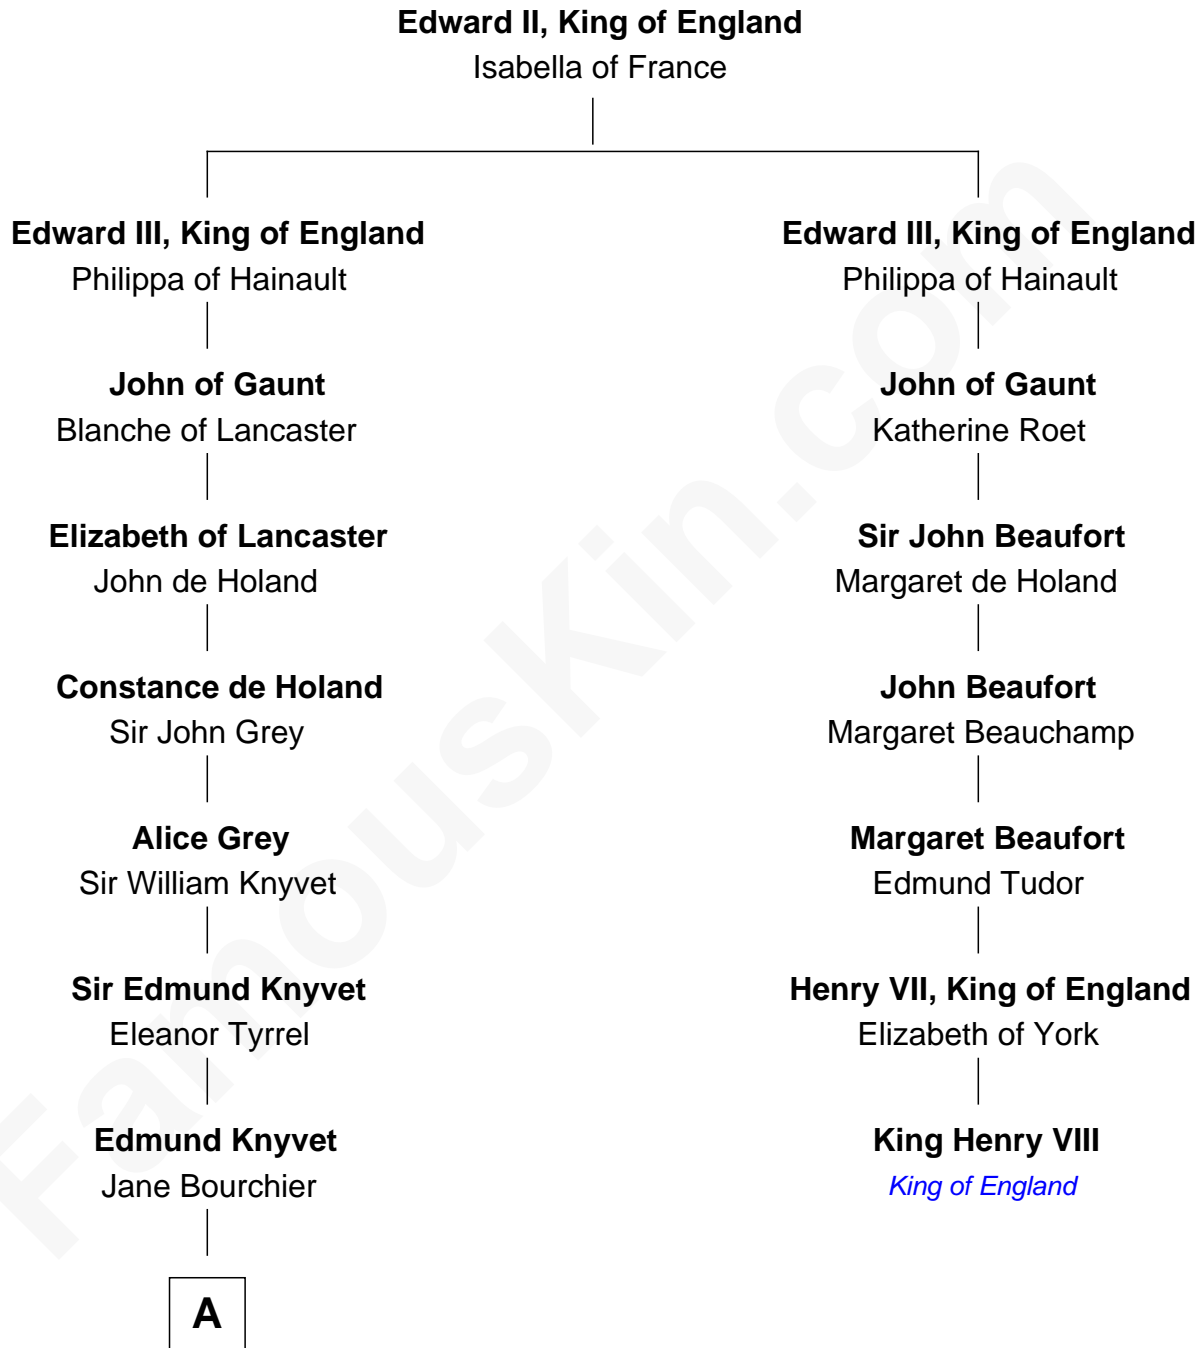 Edward II, King of England
Isabella of France
Edward III, King of England
Philippa of Hainault
John of Gaunt
Blanche of Lancaster
Elizabeth of Lancaster
John de Holand
Constance de Holand
Sir John Grey
Alice Grey
Sir William Knyvet
Sir Edmund Knyvet
Eleanor Tyrrel
Edmund Knyvet
Jane Bourchier
A
Edward III, King of England
Philippa of Hainault
John of Gaunt
Katherine Roet
Sir John Beaufort
Margaret de Holand
John Beaufort
Margaret Beauchamp
Margaret Beaufort
Edmund Tudor
Henry VII, King of England
Elizabeth of York
King Henry VIII
King of England
FamousKin.com